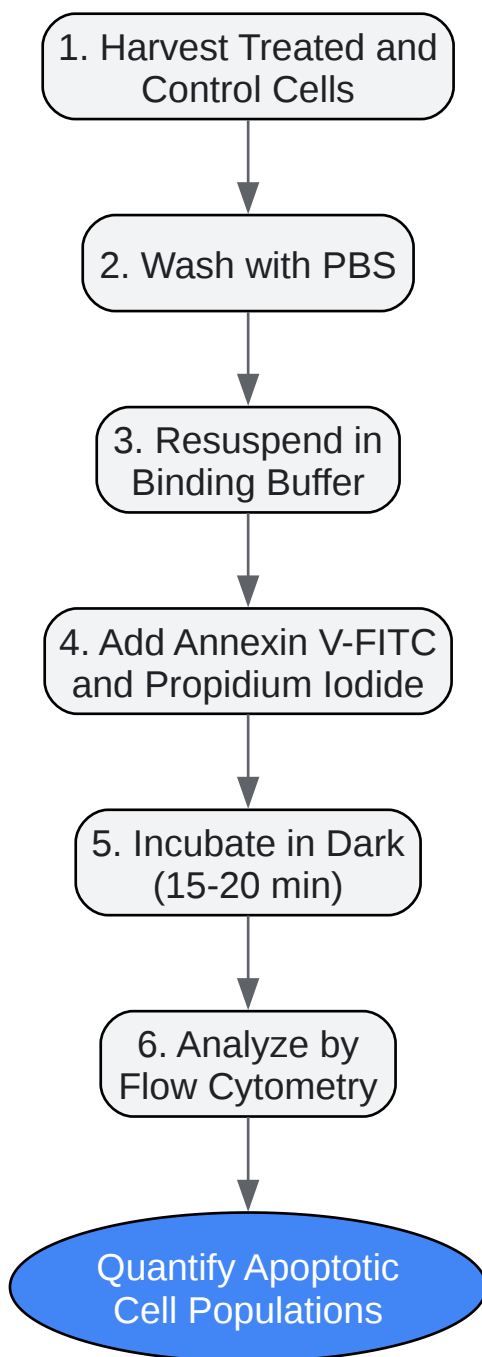 1. Harvest Treated and
Control Cells
2. Wash with PBS
3. Resuspend in
Binding Buffer
4. Add Annexin V-FITC
and Propidium Iodide
5. Incubate in Dark
(15-20 min)
6. Analyze by
Flow Cytometry
Quantify Apoptotic
Cell Populations